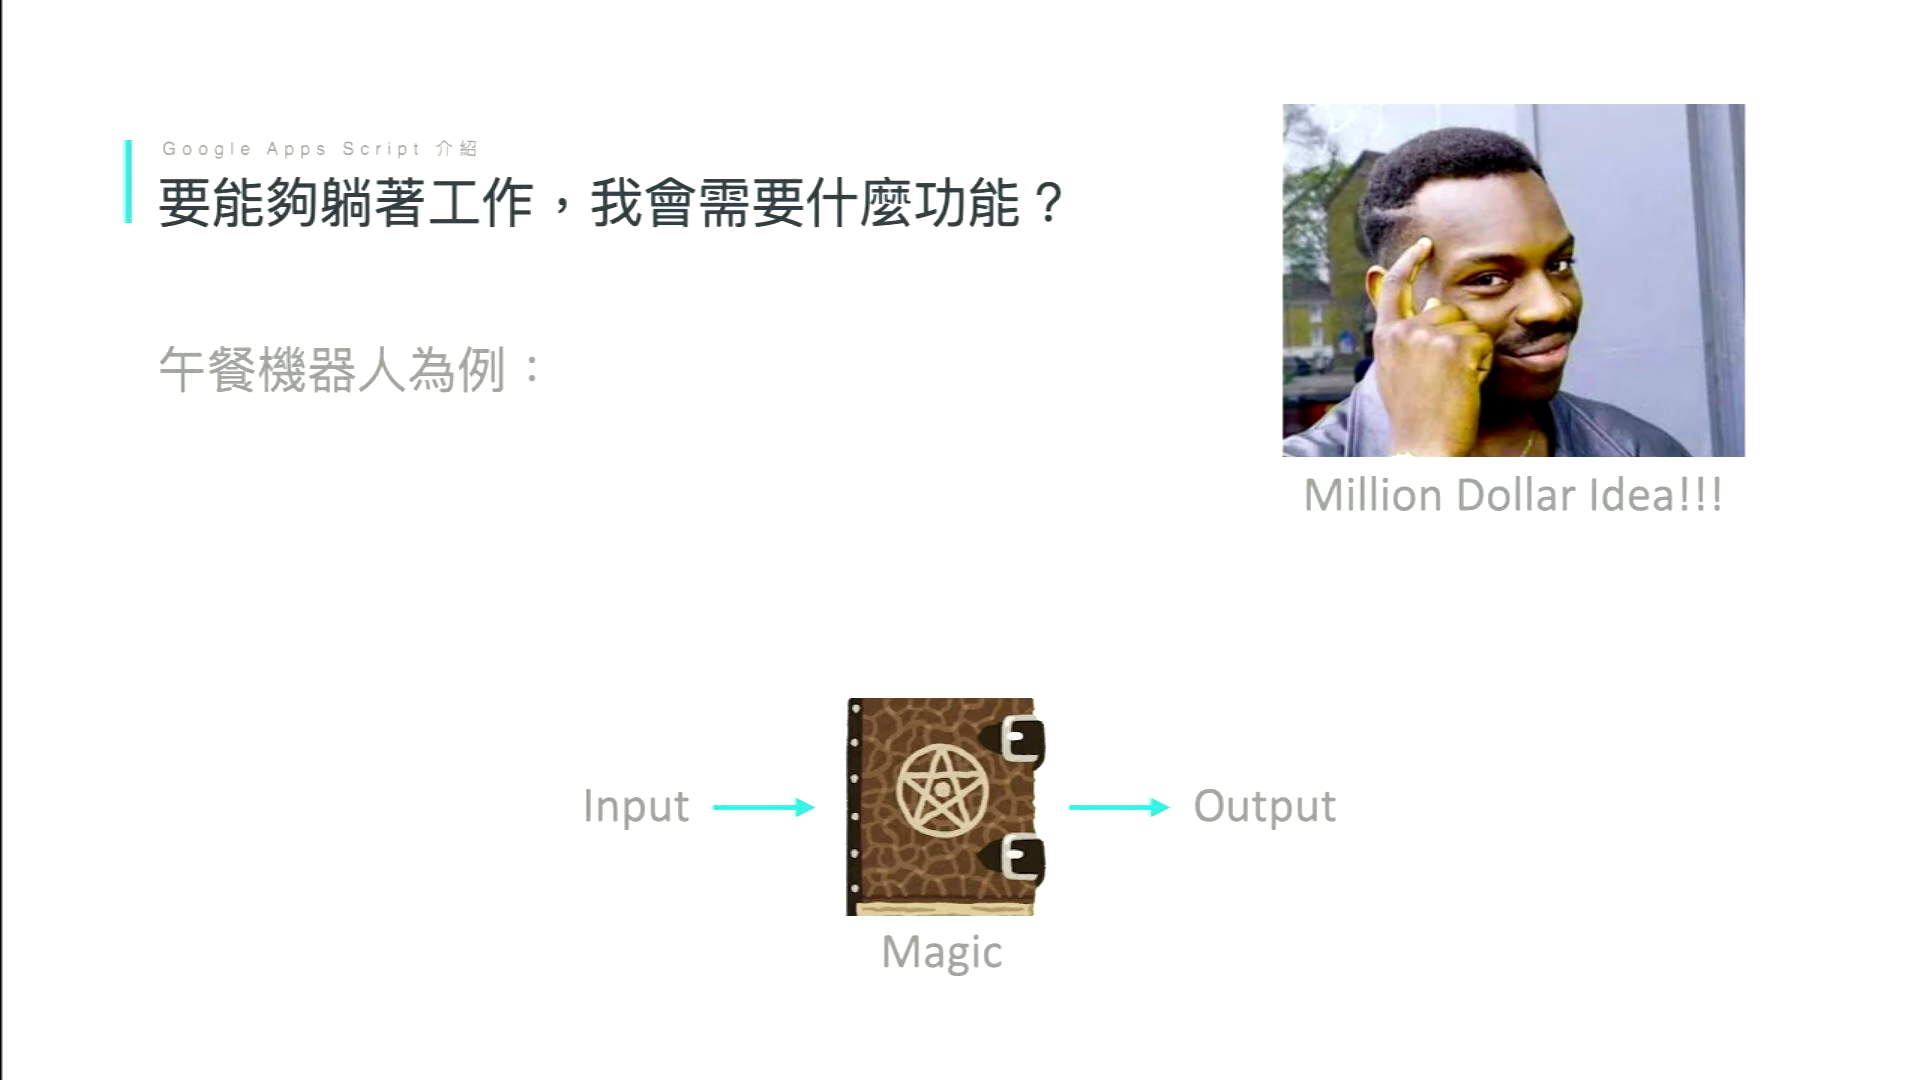 Google Apps Script 介紹
要能夠躺著工作，我會需要什麼功能？
午餐機器人為例：
Million Dollar Idea!!!
Input
Output
Magic